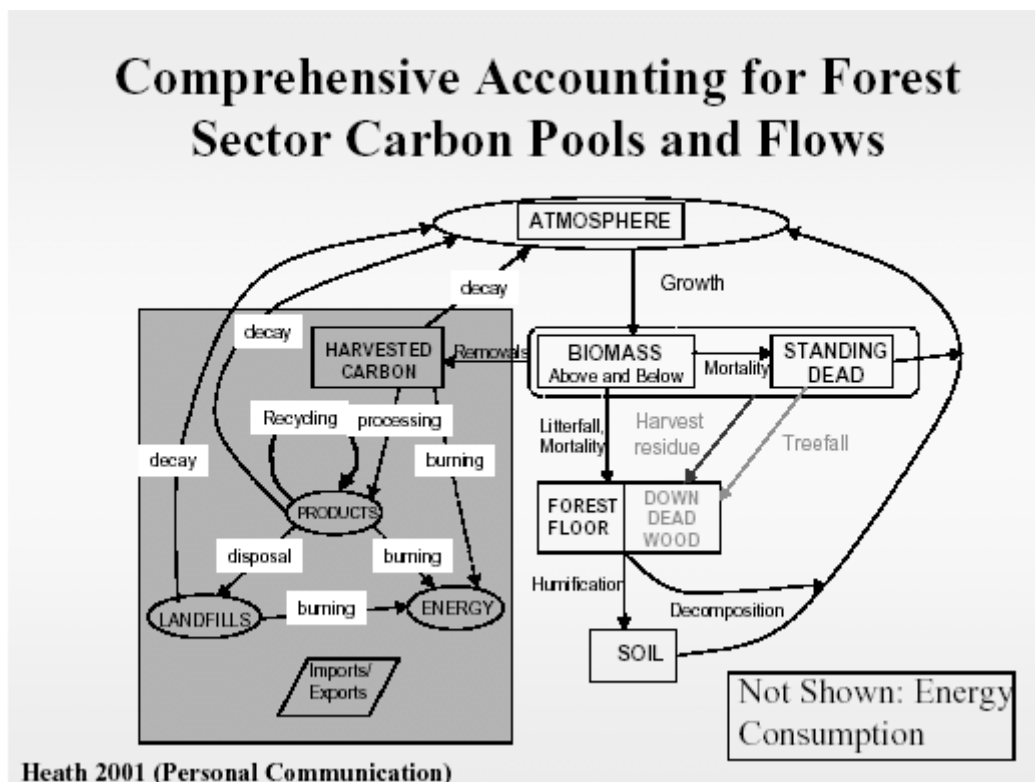 Comprehensive Accounting for Forest
Sector Carbon Pools and Flows
ATMOSPHERE
decay
Growth
decay
HARVESTED
CARBON
Removals
BIOMASS
Above and Below
Mortality
STANDING
DEAD
Recycling
processing
Litterfall,
Mortality
Harvest
residue
Treefall
decay
burning
PRODUCTS
FOREST
FLOOR
DOWN
DEAD
WOOD
disposal
burning
Humification
Decomposition
LANDFILLS
burning
ENERGY
SOIL
Imports/
Exports
Not Shown: Energy
Consumption
Heath 2001 (Personal Communication)